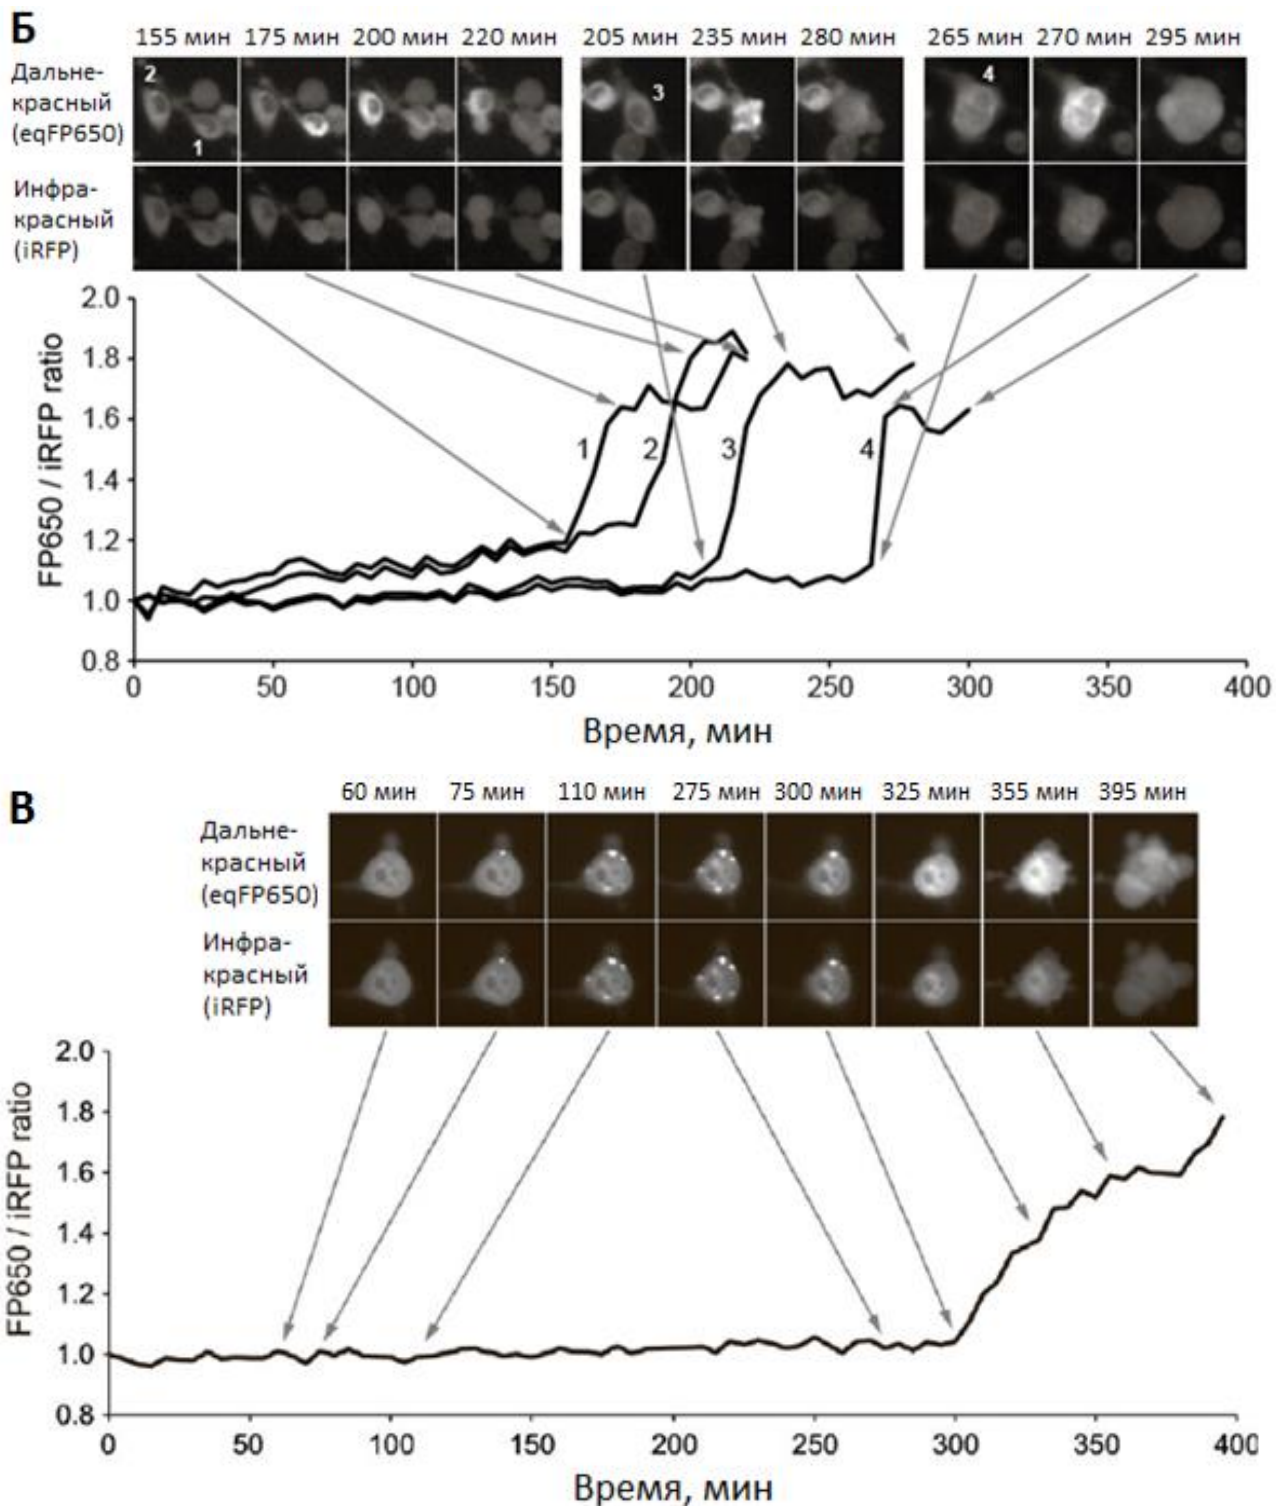 Б
155 мин 175 мин 200 мин 220 мин 205 мин 235 мин 280 мин 265 мин 270 мин 295 мин
Дальне-
красный
(eqFP650)
2
1
3
4
Инфра-
красный
(iRFP)
FP650 / iRFP ratio
2.0
1.8
1.6
1.4
1.2
1.0
0.8
1 2 3 4
0 50 100 150 200 250 300 350 400
Время, мин
В
60 мин 75 мин 110 мин 275 мин 300 мин 325 мин 355 мин 395 мин
Дальне-
красный
(eqFP650)
Инфра-
красный
(iRFP)
FP650 / iRFP ratio
2.0
1.8
1.6
1.4
1.2
1.0
0.8
0 50 100 150 200 250 300 350 400
Время, мин